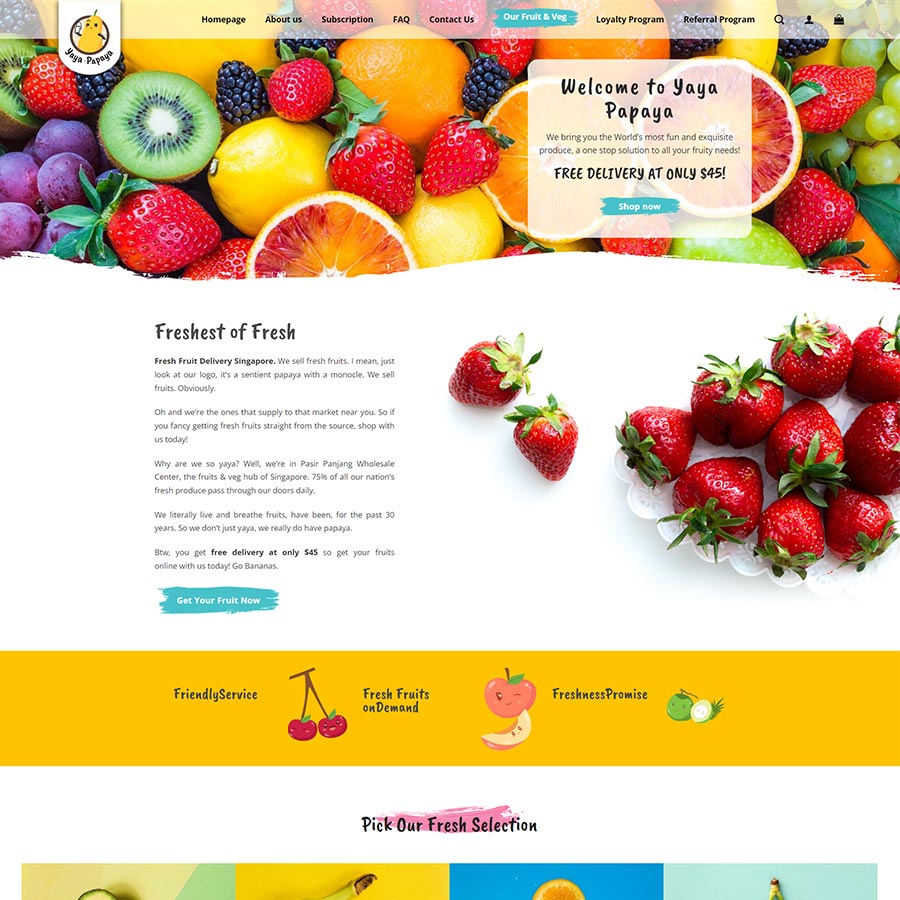 Homepage About us Subscription FAQ Contact Us Our Fruit & Veg Loyalty Program Referral Program
Yaya Papaya
Welcome to Yaya
Papaya
We bring you the World's most fun and exquisite
produce, a one stop solution to all your fruity needs!
FREE DELIVERY AT ONLY $45!
Shop now
Freshest of Fresh
Fresh Fruit Delivery Singapore. We sell fresh fruits. I mean, just
look at our logo, it's a sentient papaya with a monocle. We sell
fruits. Obviously.
Oh and we're the ones that supply to that market near you. So if
you fancy getting fresh fruits straight from the source, shop with
us today!
Why are we so yaya? Well, we're in Pasir Panjang Wholesale
Center, the fruits & veg hub of Singapore. 75% of all our nation's
fresh produce pass through our doors daily.
We literally live and breathe fruits, have been, for the past 30
years. So we don't just yaya, we really do have papaya.
Btw, you get free delivery at only $45 so get your fruits
online with us today! Go Bananas.
Get Your Fruit Now
FriendlyService
Fresh Fruits
onDemand
FreshnessPromise
Pick Our Fresh Selection